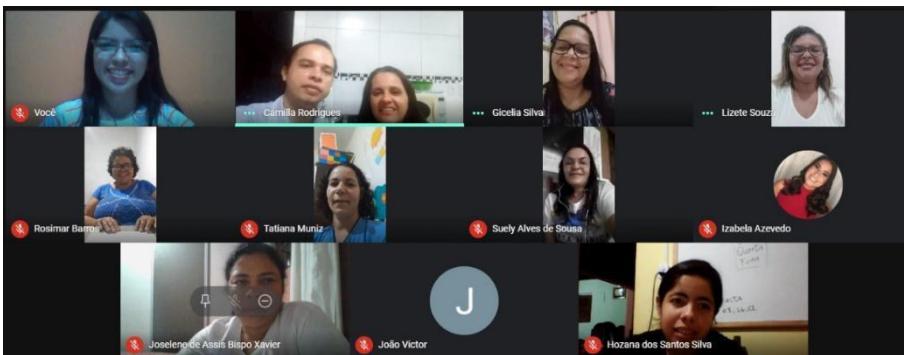 Você
Camilla Rodrigues
Gicelia Silva
Lizete Souza
Rosimar Barros
Tatiana Muniz
Suely Alves de Sousa
Izabela Azevedo
Quarta
J
Joseleno de Assis Bispo Xavier
João Victor
Hozana dos Santos Silva